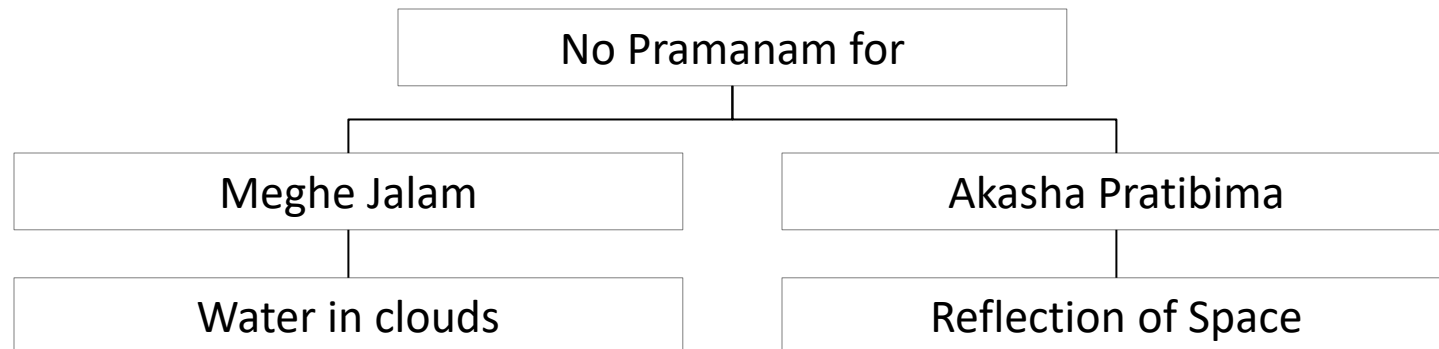 No Pramanam for
Meghe Jalam
Akasha Pratibima
Water in clouds
Reflection of Space